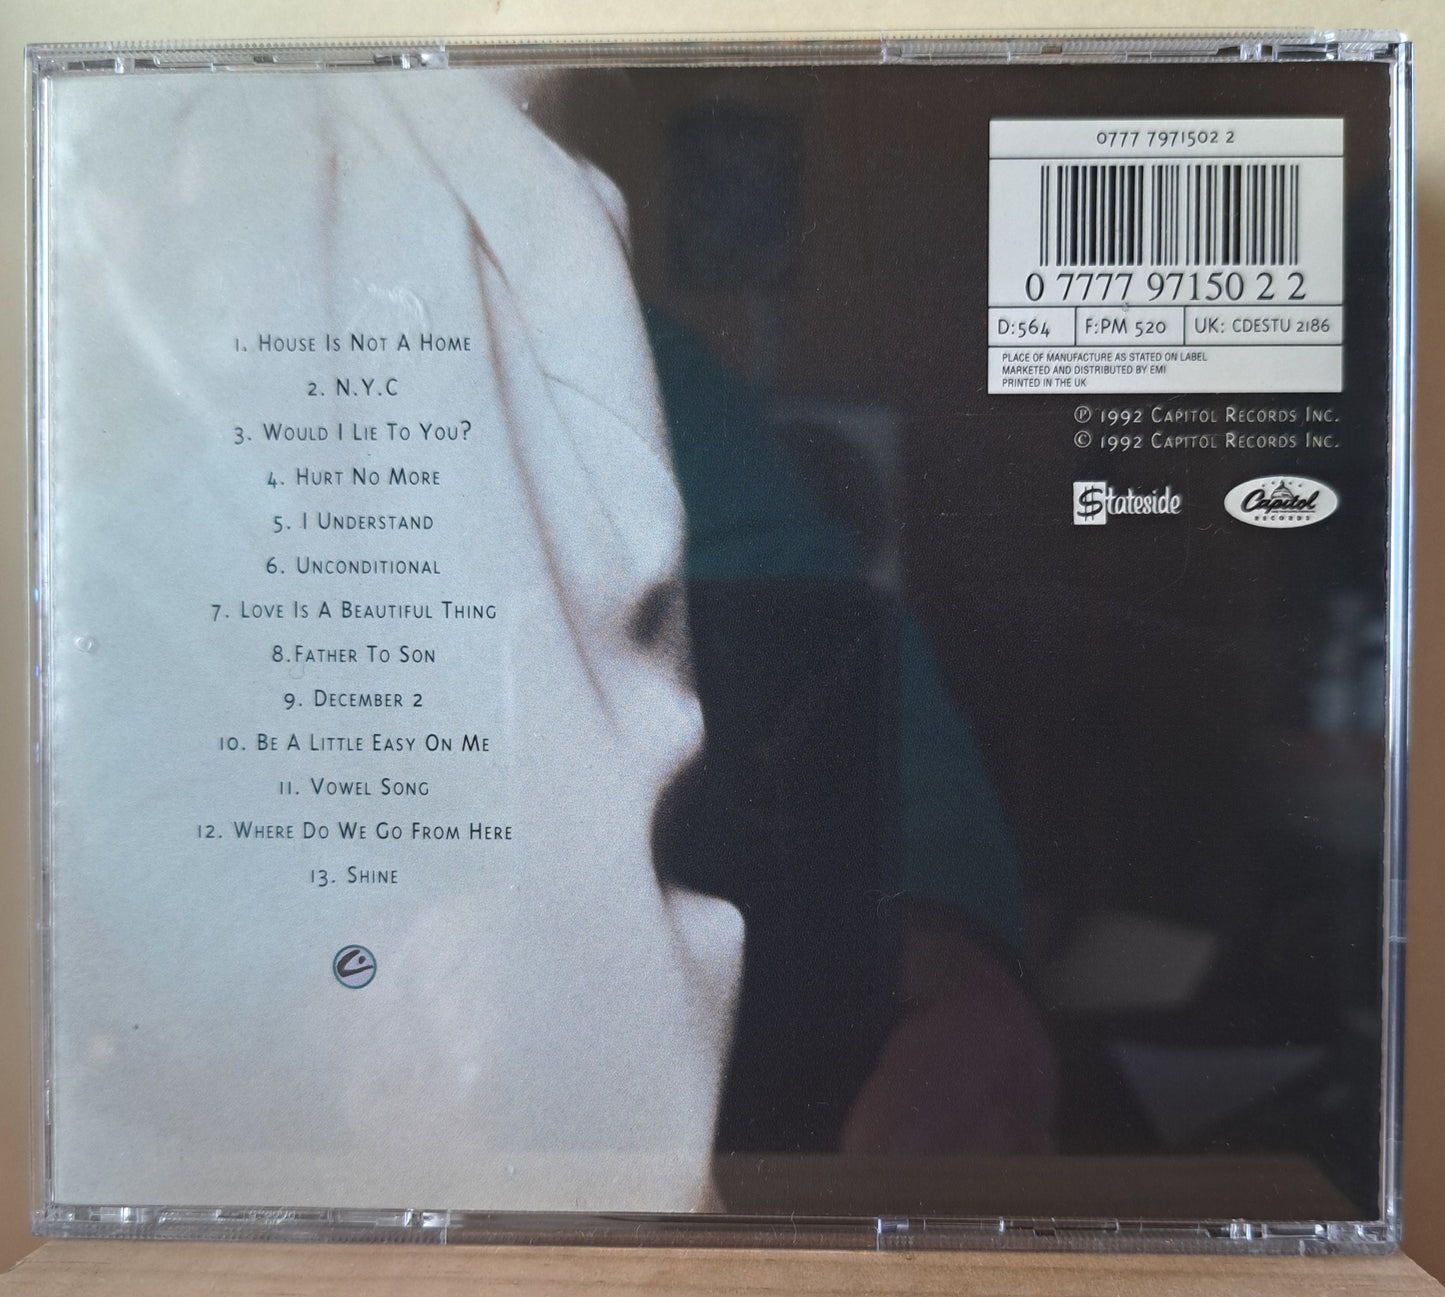 1. House Is Not A Home
2. N.Y.C
3. Would I Lie To You?
4. Hurt No More
5. I Understand
6. Unconditional
7. Love Is A Beautiful Thing
8.Father To Son
9. December 2
10. Be A Little Easy On Me
11. Vowel Song
12. Where Do We Go From Here
13. Shine
0777 7971502 2
0 7777 97150 2 2
D:564 F:PM 520 UK: CDESTU 2186
PLACE OF MANUFACTURE AS STATED ON LABEL
MARKETED AND DISTRIBUTED BY EMI
PRINTED IN THE UK
℗ 1992 Capitol Records Inc.
© 1992 Capitol Records Inc.
$tateside Capitol
RECORDS